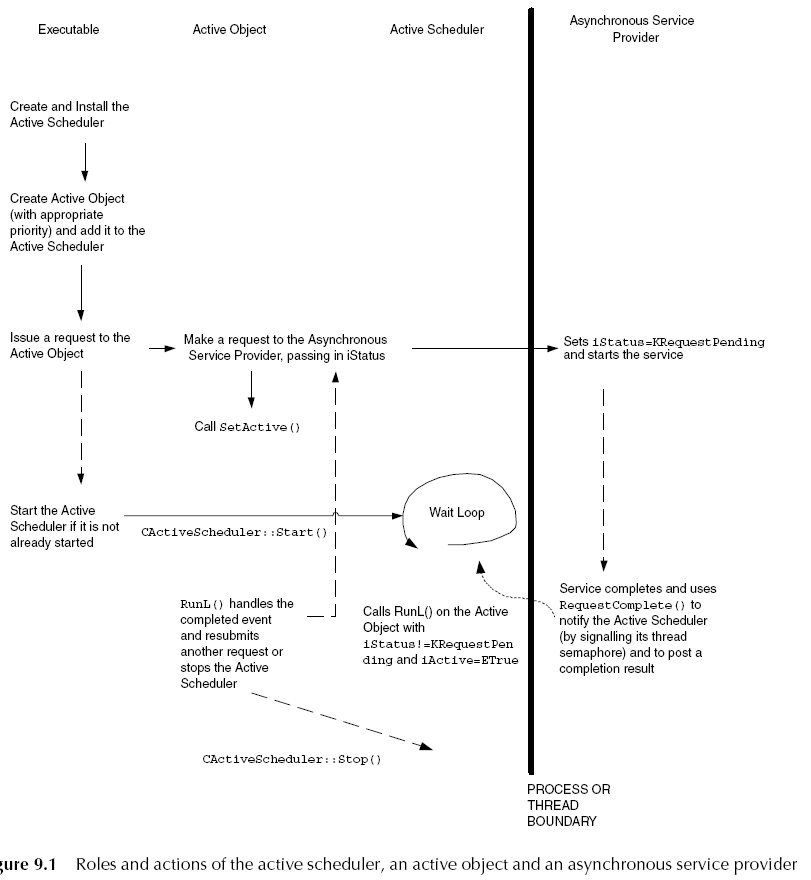 Executable
Active Object
Active Scheduler
Asynchronous Service
Provider
Create and Install the
Active Scheduler
Create Active Object
(with appropriate
priority) and add it to the
Active Scheduler
Issue a request to the
Active Object
Make a request to the Asynchronous
Service Provider, passing in iStatus
Sets iStatus=KRequestPending
and starts the service
Call SetActive()
Start the Active
Scheduler if it is not
already started
CActiveScheduler::Start()
Wait Loop
RunL() handles the
completed event
and resubmits
another request or
stops the Active
Scheduler
Calls RunL() on the Active
Object with
iStatus!=KRequestPen
ding and iActive=ETrue
Service completes and uses
RequestComplete() to
notify the Active Scheduler
(by signalling its thread
semaphore) and to post a
completion result
CActiveScheduler::Stop()
PROCESS OR
THREAD
BOUNDARY
gure 9.1 Roles and actions of the active scheduler, an active object and an asynchronous service provider